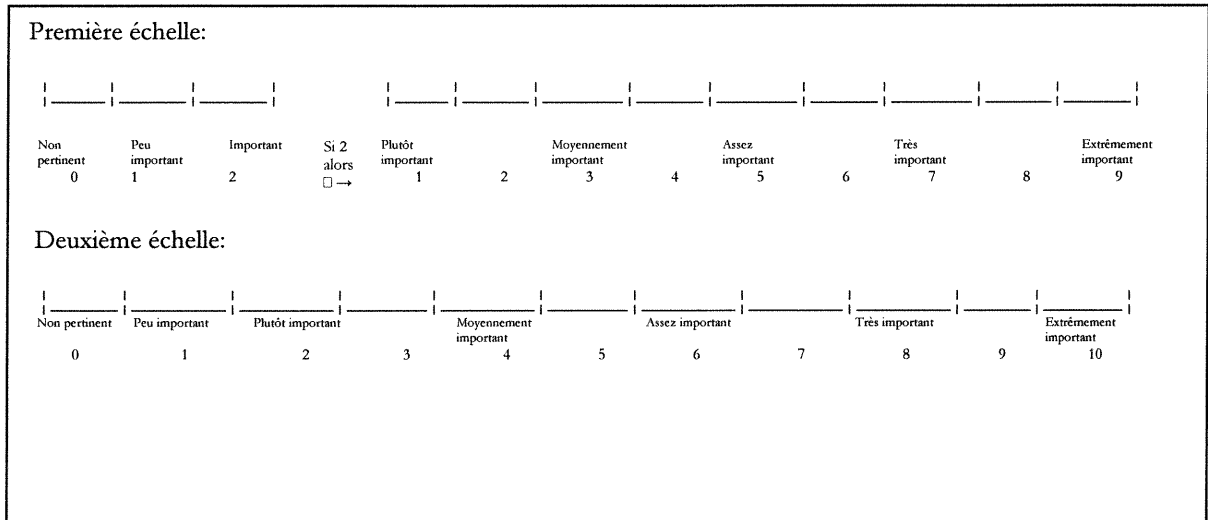 Première échelle:
Non pertinent 0
Peu important 1
Important 2
Si 2 alors □→
Plutôt important 1
2
Moyennement important 3
4
Assez important 5
6
Très important 7
8
Extrêmement important 9
Deuxième échelle:
Non pertinent Peu important Plutôt important Moyennement important Assez important Très important Extrêmement important
0 1 2 3 4 5 6 7 8 9 10